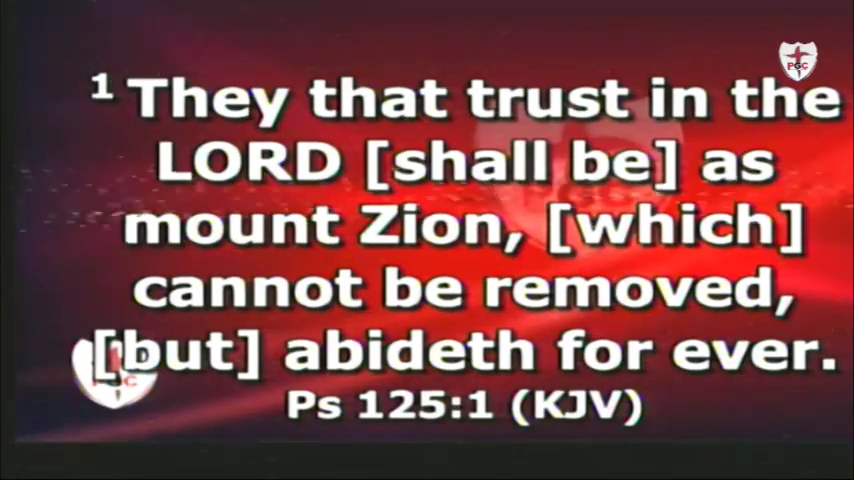 PGC
1 They that trust in the
LORD [shall be] as
mount Zion, [which]
cannot be removed,
[but] abideth for ever.
Ps 125:1 (KJV)